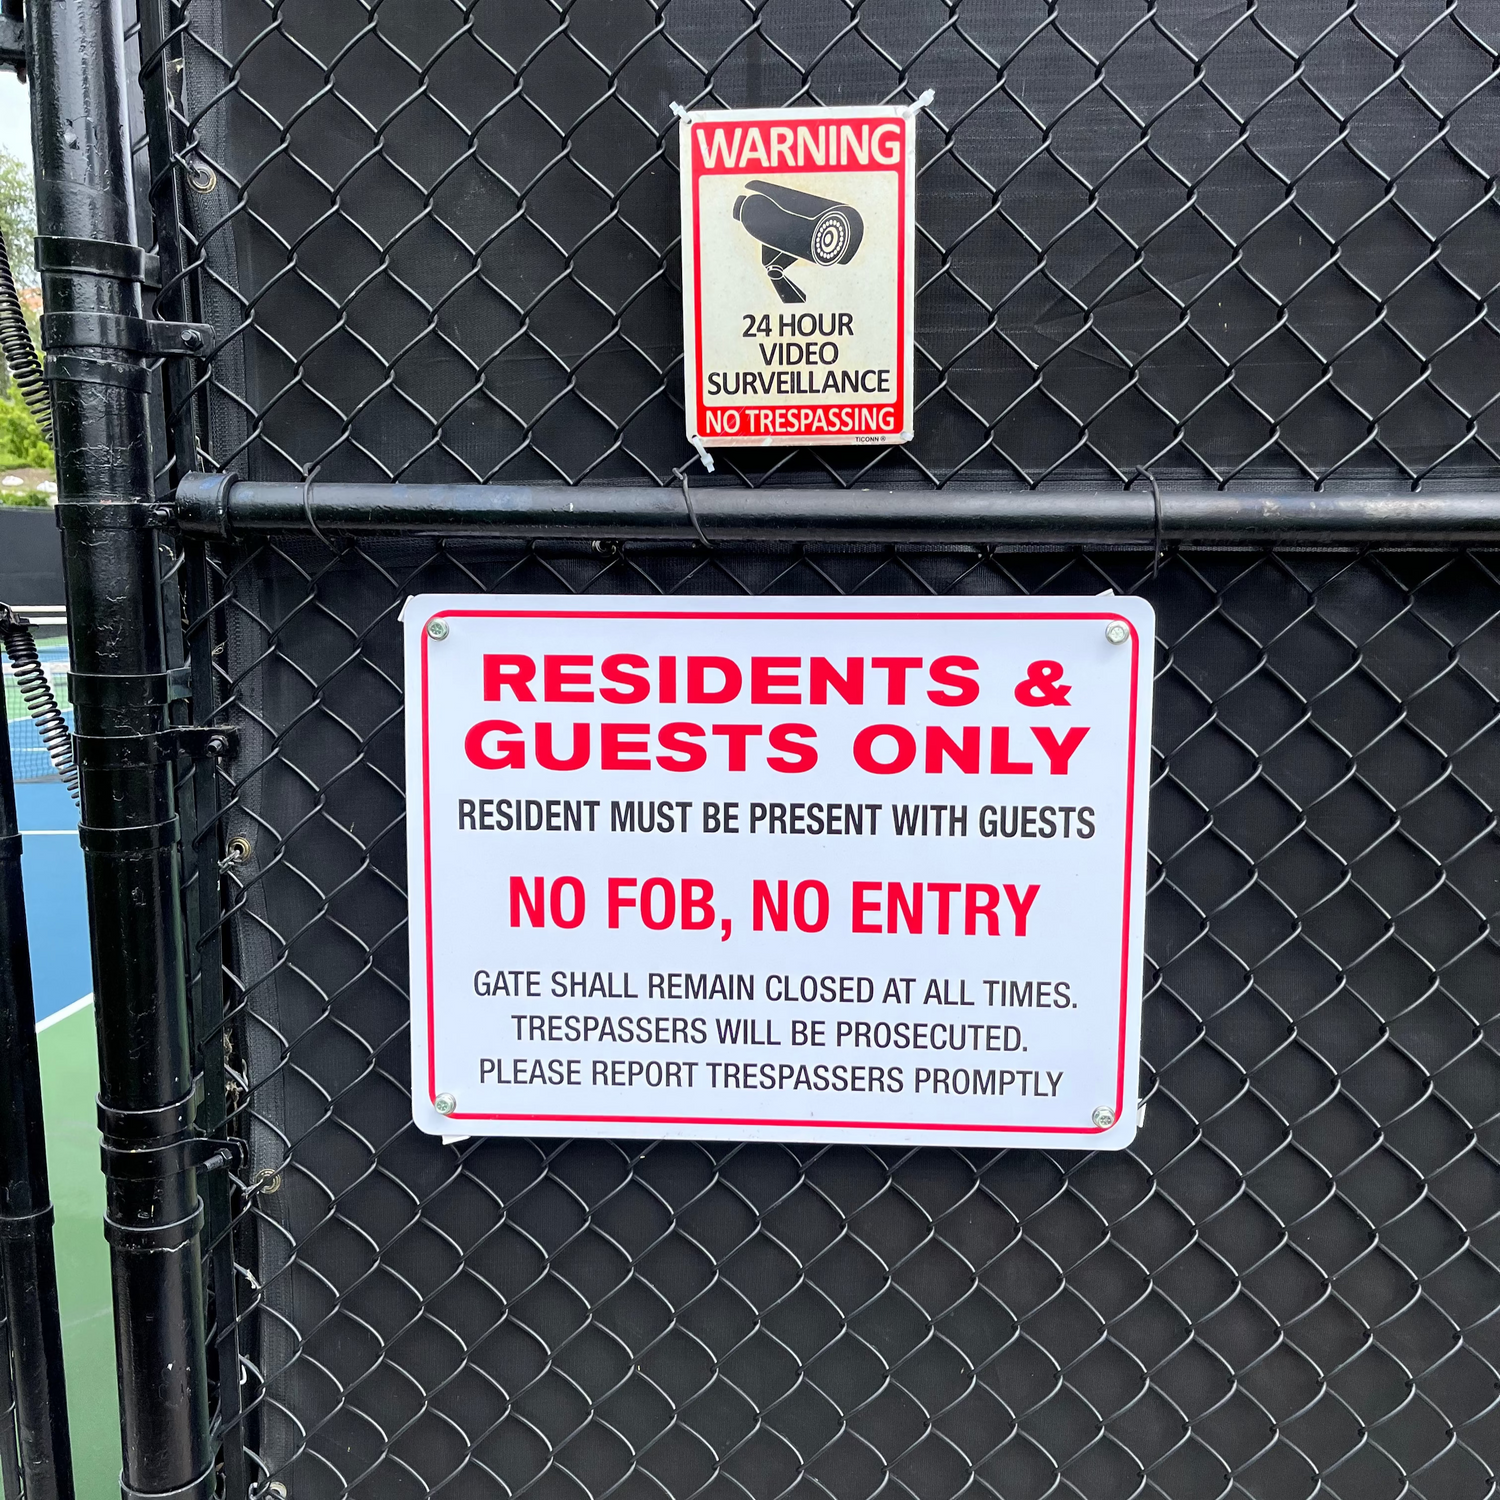 WARNING
24 HOUR
VIDEO
SURVEILLANCE
NO TRESPASSING
TICONN ®
RESIDENTS &
GUESTS ONLY
RESIDENT MUST BE PRESENT WITH GUESTS
NO FOB, NO ENTRY
GATE SHALL REMAIN CLOSED AT ALL TIMES.
TRESPASSERS WILL BE PROSECUTED.
PLEASE REPORT TRESPASSERS PROMPTLY